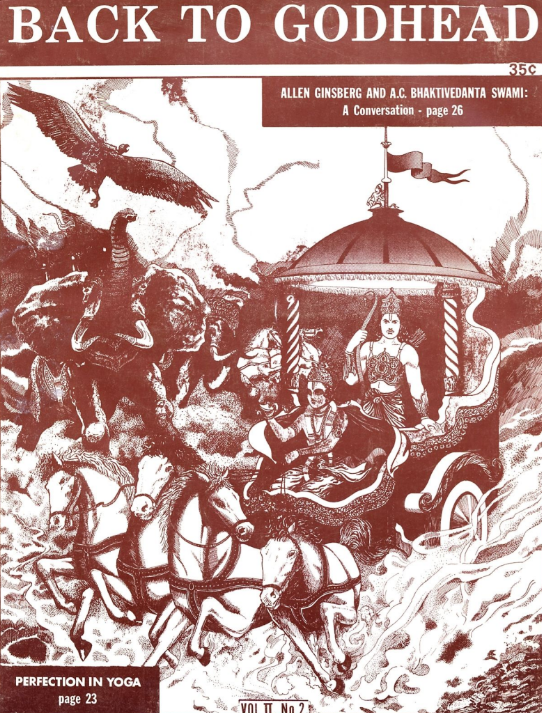 BACK TO GODHEAD
35¢
ALLEN GINSBERG AND A.C. BHAKTIVEDANTA SWAMI:
A Conversation - page 26
PERFECTION IN YOGA
page 23
VOL II No 2